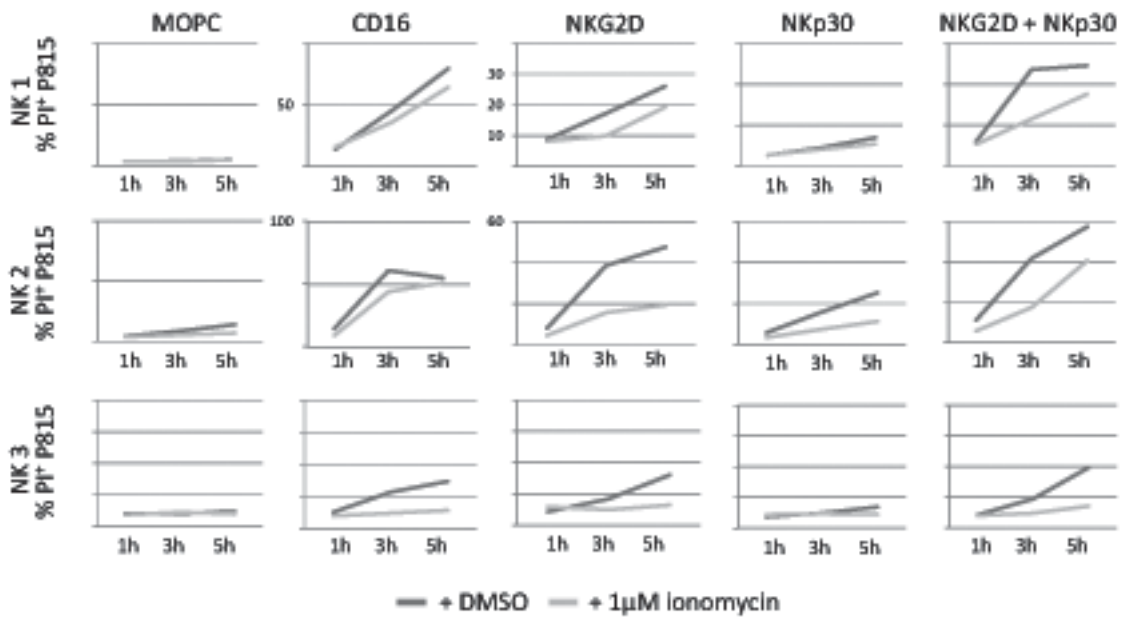 MOPC CD16 NKG2D NKp30 NKG2D + NKp30
NK 1
% PI⁺ P815
50
30
20
10
1h 3h 5h 1h 3h 5h 1h 3h 5h 1h 3h 5h 1h 3h 5h
NK 2
% PI⁺ P815
100
60
1h 3h 5h 1h 3h 5h 1h 3h 5h 1h 3h 5h 1h 3h 5h
NK 3
% PI⁺ P815
1h 3h 5h 1h 3h 5h 1h 3h 5h 1h 3h 5h 1h 3h 5h
+ DMSO + 1µM ionomycin